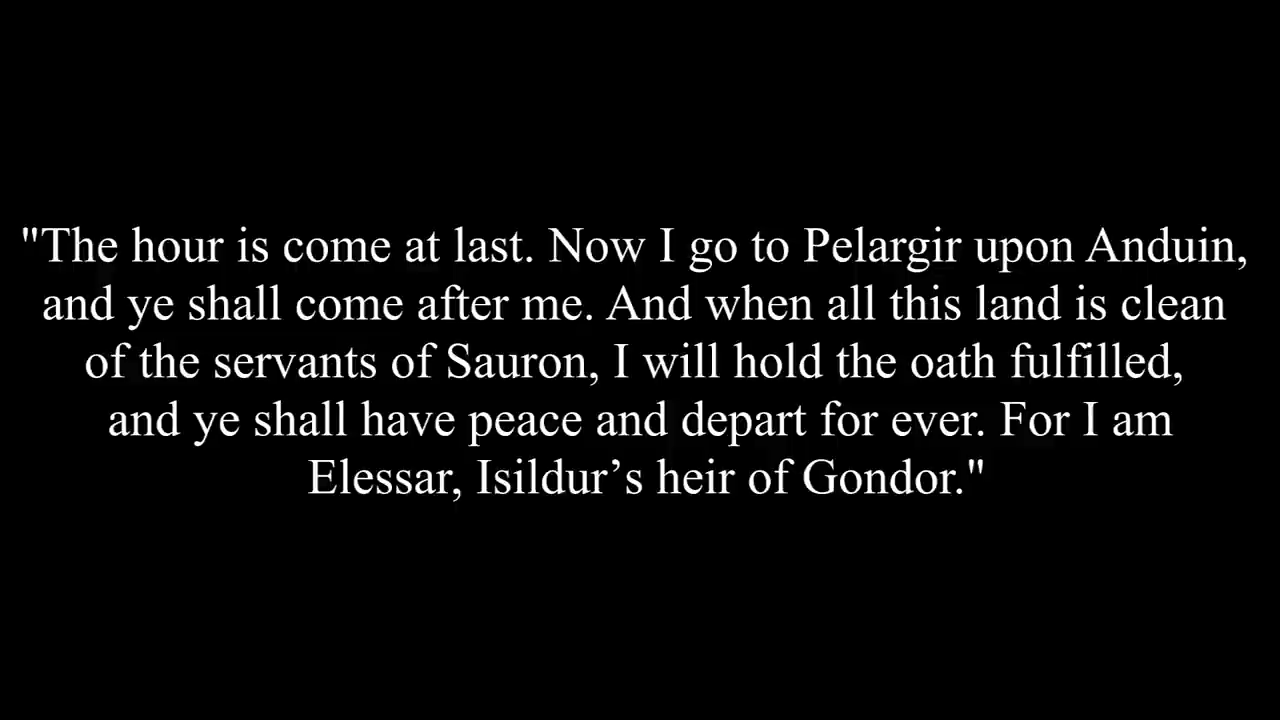 "The hour is come at last. Now I go to Pelargir upon Anduin,
and ye shall come after me. And when all this land is clean
of the servants of Sauron, I will hold the oath fulfilled,
and ye shall have peace and depart for ever. For I am
Elessar, Isildur’s heir of Gondor."